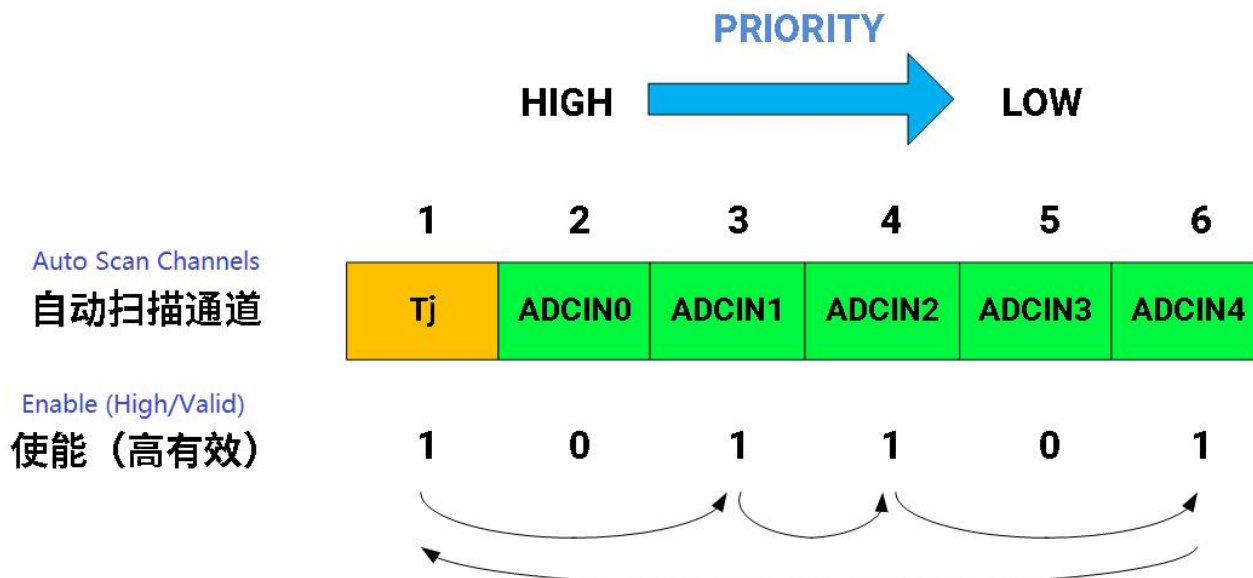 PRIORITY
HIGH LOW
1 2 3 4 5 6
Auto Scan Channels
自动扫描通道 Tj ADCIN0 ADCIN1 ADCIN2 ADCIN3 ADCIN4
Enable (High/Valid)
使能（高有效） 1 0 1 1 0 1